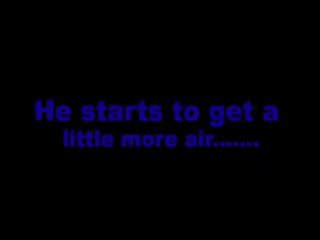 He starts to get a
little more air.......